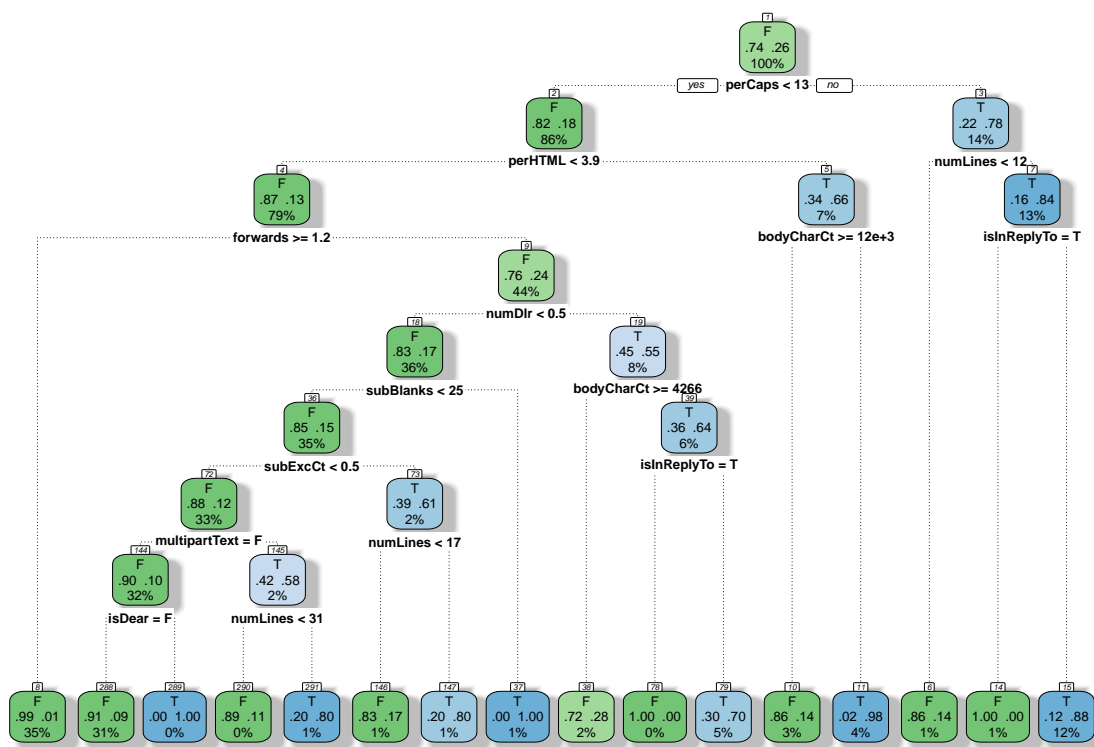 1
F
.74 .26
100%
yes perCaps < 13 no
2
F
.82 .18
86%
perHTML < 3.9
3
T
.22 .78
14%
numLines < 12
4
F
.87 .13
79%
forwards >= 1.2
5
T
.34 .66
7%
bodyCharCt >= 12e+3
7
T
.16 .84
13%
isInReplyTo = T
9
F
.76 .24
44%
numDlr < 0.5
18
F
.83 .17
36%
subBlanks < 25
19
T
.45 .55
8%
bodyCharCt >= 4266
36
F
.85 .15
35%
subExcCt < 0.5
39
T
.36 .64
6%
isInReplyTo = T
72
F
.88 .12
33%
multipartText = F
73
T
.39 .61
2%
numLines < 17
144
F
.90 .10
32%
isDear = F
145
T
.42 .58
2%
numLines < 31
8
F
.99 .01
35%
288
F
.91 .09
31%
289
T
.00 1.00
0%
290
F
.89 .11
0%
291
T
.20 .80
1%
146
F
.83 .17
1%
147
T
.20 .80
1%
37
T
.00 1.00
1%
38
F
.72 .28
2%
78
F
1.00 .00
0%
79
T
.30 .70
5%
10
F
.86 .14
3%
11
T
.02 .98
4%
6
F
.86 .14
1%
14
F
1.00 .00
1%
15
T
.12 .88
12%